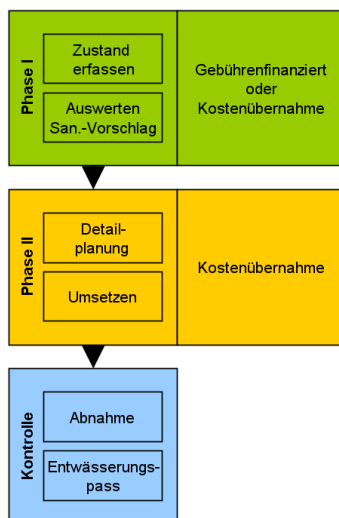 Phase I
Zustand
erfassen
Auswerten
San.-Vorschlag
Gebührenfinanziert
oder
Kostenübernahme
Phase II
Detail-
planung
Umsetzen
Kostenübernahme
Kontrolle
Abnahme
Entwässerungs-
pass